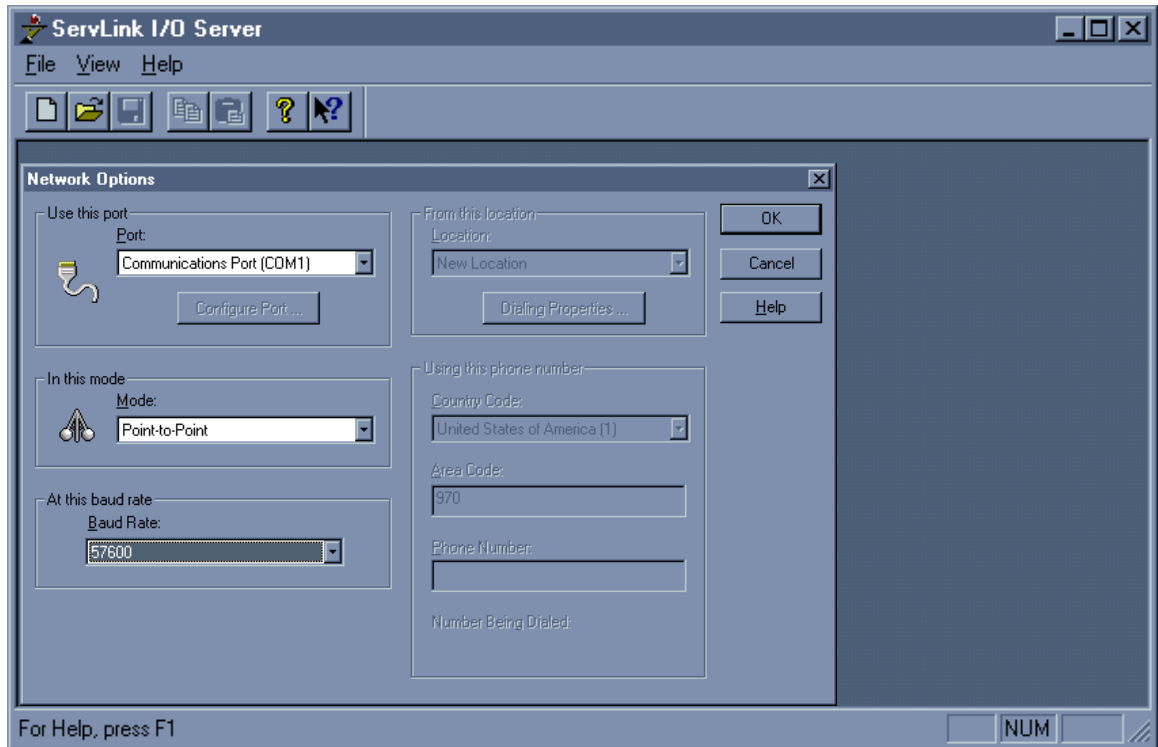 ServLink I/O Server
File View Help
Network Options
Use this port
Port:
Communications Port (COM1)
Configure Port ...
In this mode
Mode:
Point-to-Point
At this baud rate
Baud Rate:
57600
From this location
Location:
New Location
Dialing Properties ...
Using this phone number
Country Code:
United States of America (1)
Area Code:
970
Phone Number:
Number Being Dialed:
OK
Cancel
Help
For Help, press F1
NUM